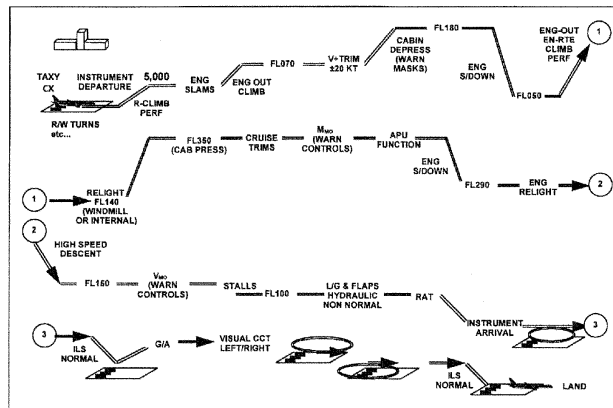 TAXY
CX
INSTRUMENT
DEPARTURE
5,000
R-CLIMB
PERF
R/W TURNS
etc...
ENG
SLAMS
ENG OUT
CLIMB
FL070
V+TRIM
±20 KT
CABIN
DEPRESS
(WARN
MASKS)
FL180
ENG
S/DOWN
FL050
ENG-OUT
EN-RTE
CLIMB
PERF
1
1
RELIGHT
FL140
(WINDMILL
OR INTERNAL)
FL350
(CAB PRESS)
CRUISE
TRIMS
MMO
(WARN
CONTROLS)
APU
FUNCTION
ENG
S/DOWN
FL290
ENG
RELIGHT
2
2
HIGH SPEED
DESCENT
FL150
VMO
(WARN
CONTROLS)
STALLS
FL100
L/G & FLAPS
HYDRAULIC
NON NORMAL
RAT
INSTRUMENT
ARRIVAL
3
3
ILS
NORMAL
G/A
VISUAL CCT
LEFT/RIGHT
ILS
NORMAL
LAND